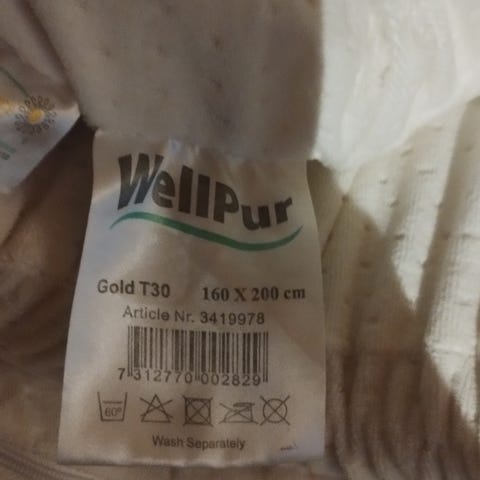 WellPur
Gold T30 160 X 200 cm
Article Nr. 3419978
7 312770 002829
60°
Wash Separately